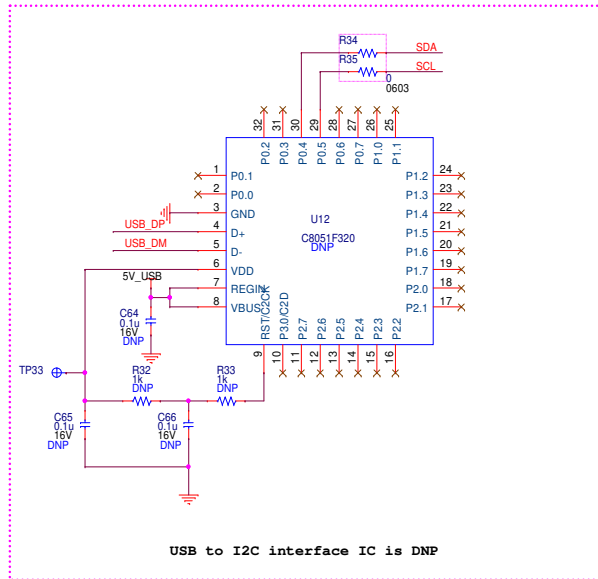 R34
SDA
R35
SCL
0
0603
32
31
30
29
28
27
26
25
P0.2
P0.3
P0.4
P0.5
P0.6
P0.7
P1.0
P1.1
1 P0.1
2 P0.0
3 GND
USB_DP 4 D+
USB_DM 5 D-
6 VDD
5V_USB
7 REGIN
8 VBUS
U12
C8051F320
DNP
P1.2 24
P1.3 23
P1.4 22
P1.5 21
P1.6 20
P1.7 19
P2.0 18
P2.1 17
RST/C2CK
P3.0/C2D
P2.7
P2.6
P2.5
P2.4
P2.3
P2.2
9
10
11
12
13
14
15
16
C64
0.1u
16V
DNP
TP33
R32
1k
DNP
R33
1k
DNP
C65
0.1u
16V
DNP
C66
0.1u
16V
DNP
USB to I2C interface IC is DNP